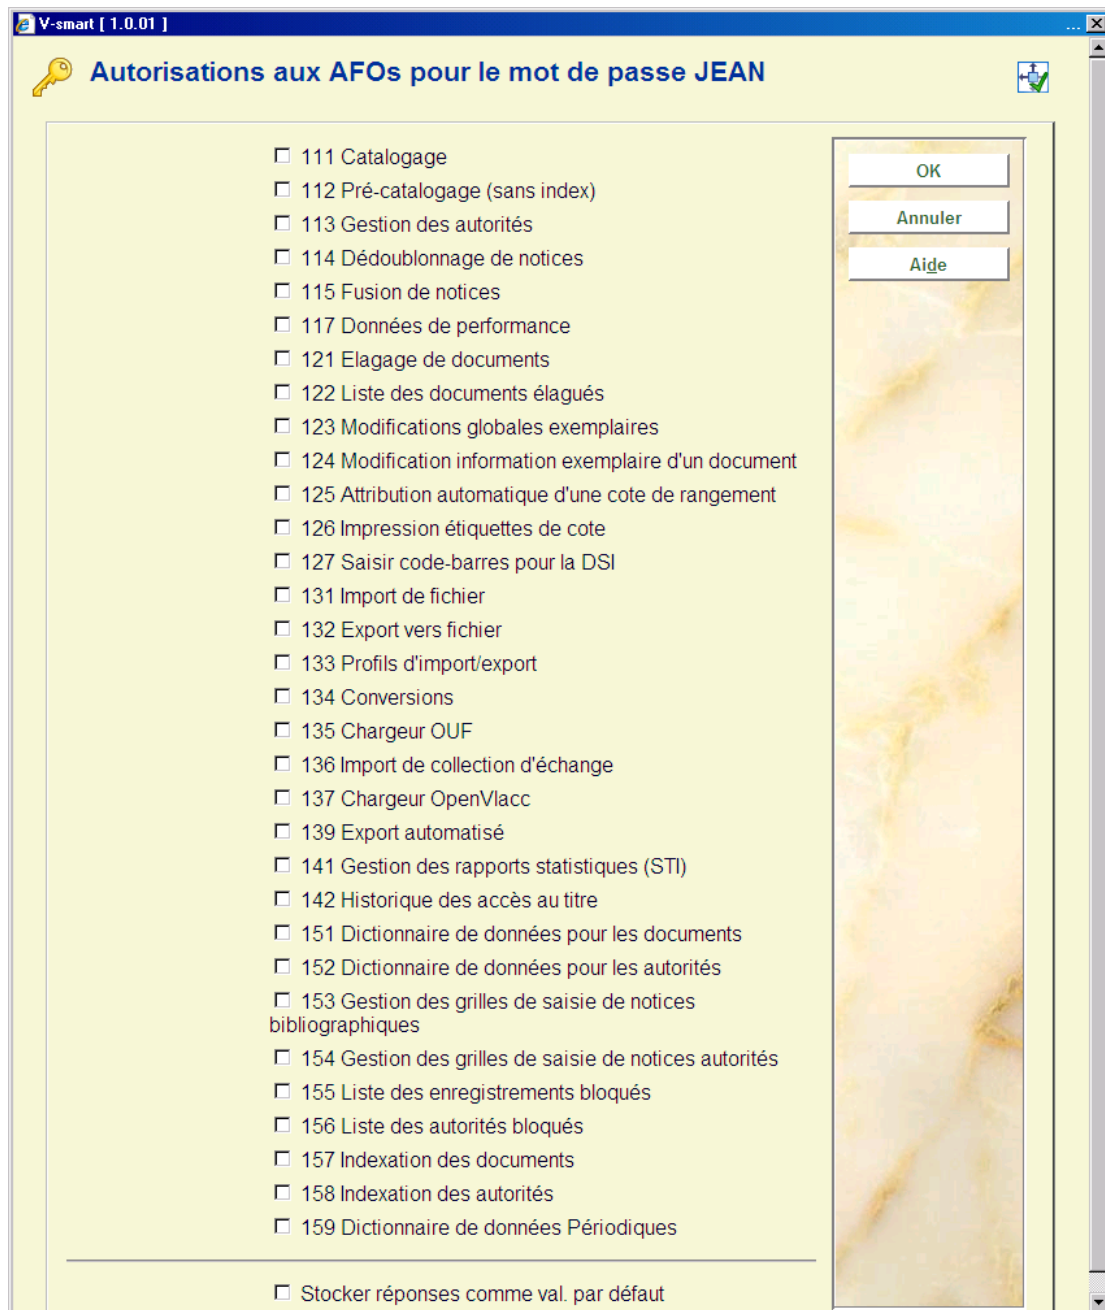 V-smart [ 1.0.01 ] ...
Autorisations aux AFOs pour le mot de passe JEAN
111 Catalogage
112 Pré-catalogage (sans index)
113 Gestion des autorités
114 Dédoublonnage de notices
115 Fusion de notices
117 Données de performance
121 Elagage de documents
122 Liste des documents élagués
123 Modifications globales exemplaires
124 Modification information exemplaire d'un document
125 Attribution automatique d'une cote de rangement
126 Impression étiquettes de cote
127 Saisir code-barres pour la DSI
131 Import de fichier
132 Export vers fichier
133 Profils d'import/export
134 Conversions
135 Chargeur OUF
136 Import de collection d'échange
137 Chargeur OpenVlacc
139 Export automatisé
141 Gestion des rapports statistiques (STI)
142 Historique des accès au titre
151 Dictionnaire de données pour les documents
152 Dictionnaire de données pour les autorités
153 Gestion des grilles de saisie de notices
bibliographiques
154 Gestion des grilles de saisie de notices autorités
155 Liste des enregistrements bloqués
156 Liste des autorités bloqués
157 Indexation des documents
158 Indexation des autorités
159 Dictionnaire de données Périodiques
Stocker réponses comme val. par défaut
OK
Annuler
Aide